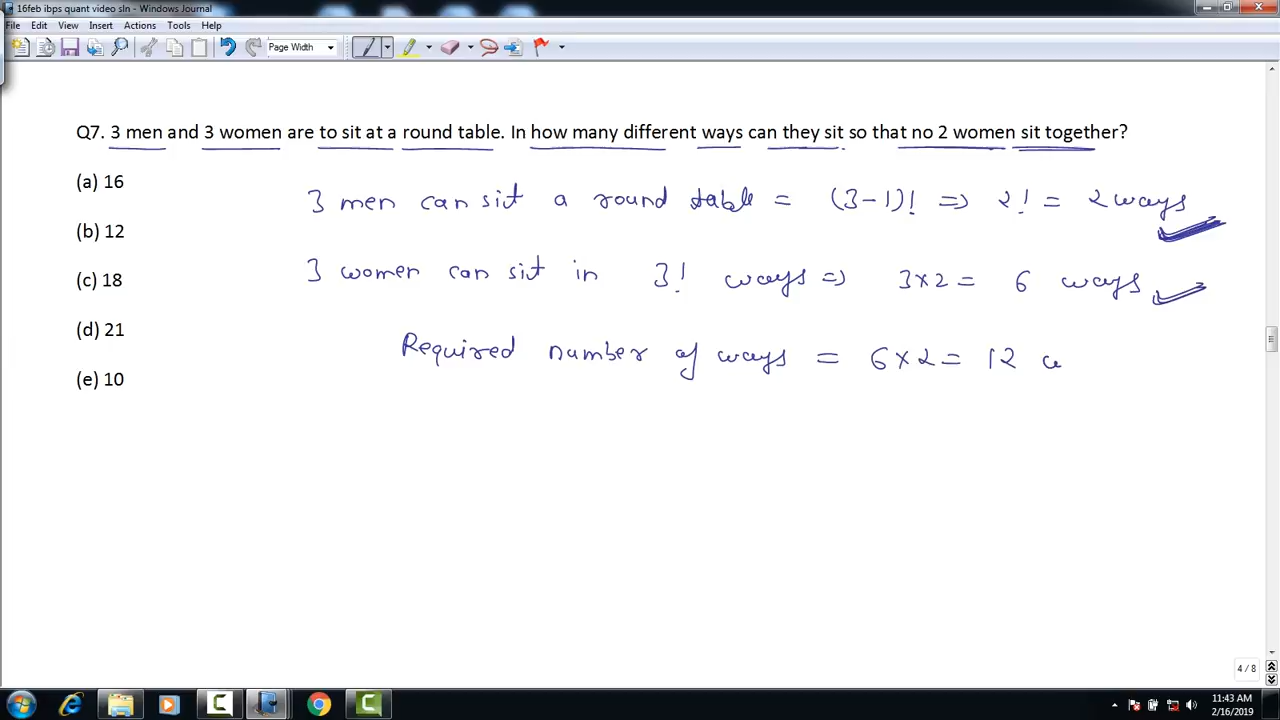 16feb ibps quant video sln - Windows Journal
File Edit View Insert Actions Tools Help
Page Width
Q7. 3 men and 3 women are to sit at a round table. In how many different ways can they sit so that no 2 women sit together?
(a) 16
3 men can sit a round table = (3-1)! => 2! = 2 ways
(b) 12
3 women can sit in 3! ways => 3x2 = 6 ways
(c) 18
(d) 21
Required number of ways = 6x2 = 12
(e) 10
4 / 8
11:43 AM
2/16/2019